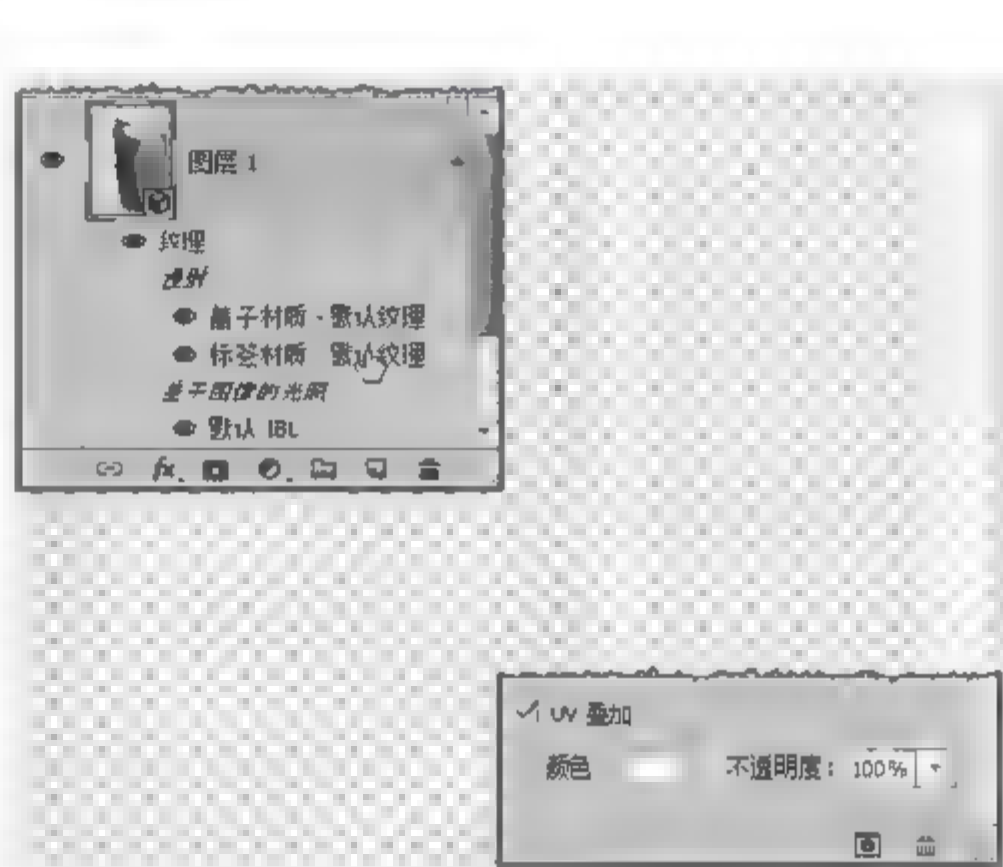 图层 1
纹理
漫射
盖子材质 - 默认纹理
标签材质 默认纹理
基于图像的光照
默认 IBL
fx.
UV 叠加
颜色 不透明度: 100%